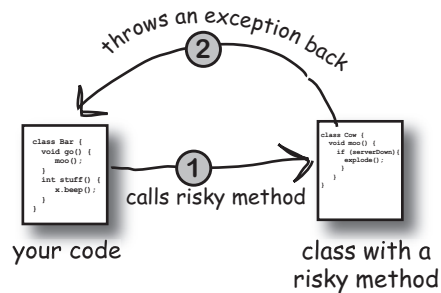 throws an exception back
2
class Bar {
void go() {
moo();
}
int stuff() {
x.beep();
}
}
1
calls risky method
class Cow {
void moo() {
if (serverDown){
explode();
}
}
}
your code
class with a
risky method